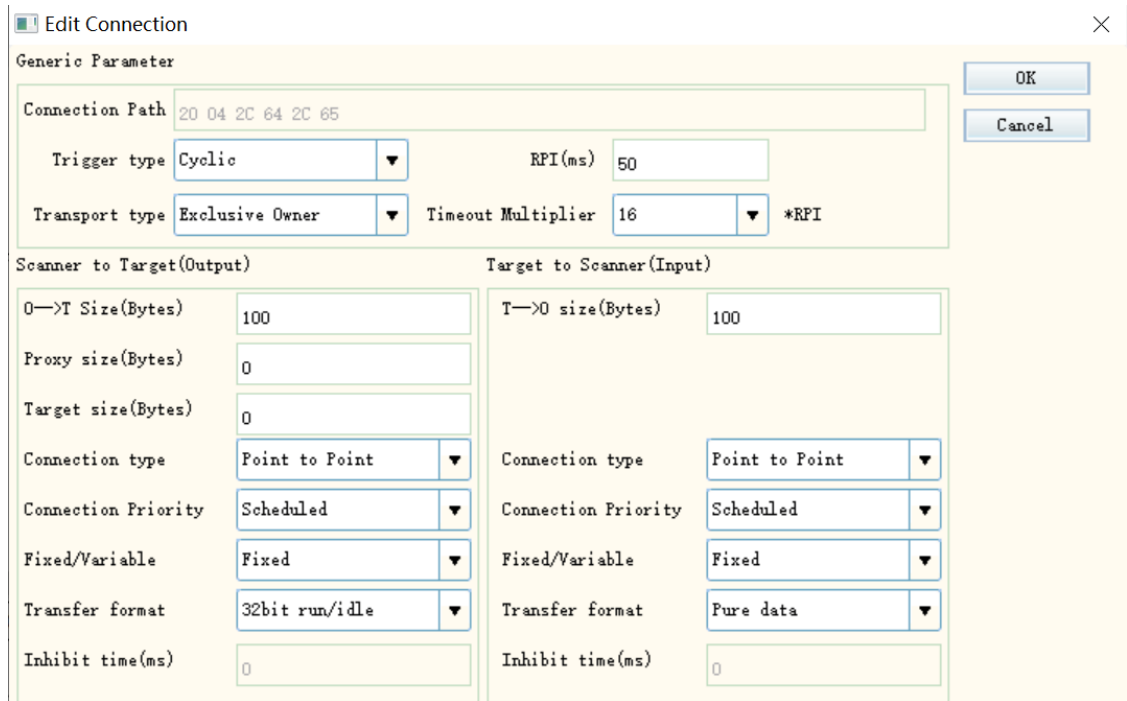 Edit Connection
Generic Parameter
OK
Connection Path 20 04 2C 64 2C 65
Cancel
Trigger type Cyclic RPI(ms) 50
Transport type Exclusive Owner Timeout Multiplier 16 *RPI
Scanner to Target(Output) Target to Scanner(Input)
O—>T Size(Bytes) 100 T—>O size(Bytes) 100
Proxy size(Bytes) 0
Target size(Bytes) 0
Connection type Point to Point Connection type Point to Point
Connection Priority Scheduled Connection Priority Scheduled
Fixed/Variable Fixed Fixed/Variable Fixed
Transfer format 32bit run/idle Transfer format Pure data
Inhibit time(ms) 0 Inhibit time(ms) 0